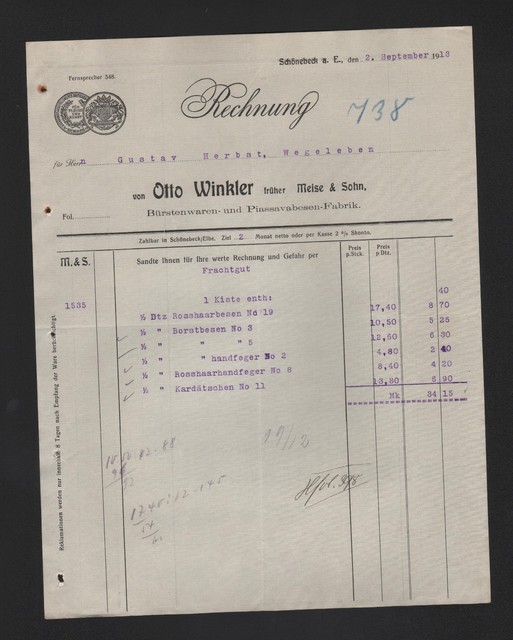 Schönebeck a. E., den 2. September 1913
Fernsprecher 548.
Rechnung
738
für Herrn Gustav Herbst, Wegeleben
von Otto Winkler früher Meise & Sohn,
Bürstenwaren- und Piassavabesen-Fabrik.
Fol.
Zahlbar in Schönebeck/Elbe. Ziel 2 Monat netto oder per Kasse 2 % Skonto.
M. & S. Sandte Ihnen für Ihre werte Rechnung und Gefahr per Preis p. Stck. Preis p. Dtz.
Frachtgut
1535 1 Kiste enth: 40
½ Dtz Rosshaarbesen No 19 17,40 8 70
½ " Borstbesen No 3 10,50 5 25
½ " " " 5 12,60 6 30
½ " " handfeger No 2 4,80 2 40
½ " Rosshaarhandfeger No 8 8,40 4 20
½ " Kardätschen No 11 13,80 6 90
Mk 34 15
Reklamationen werden nur innerhalb 8 Tagen nach Empfang der Ware berücksichtigt.